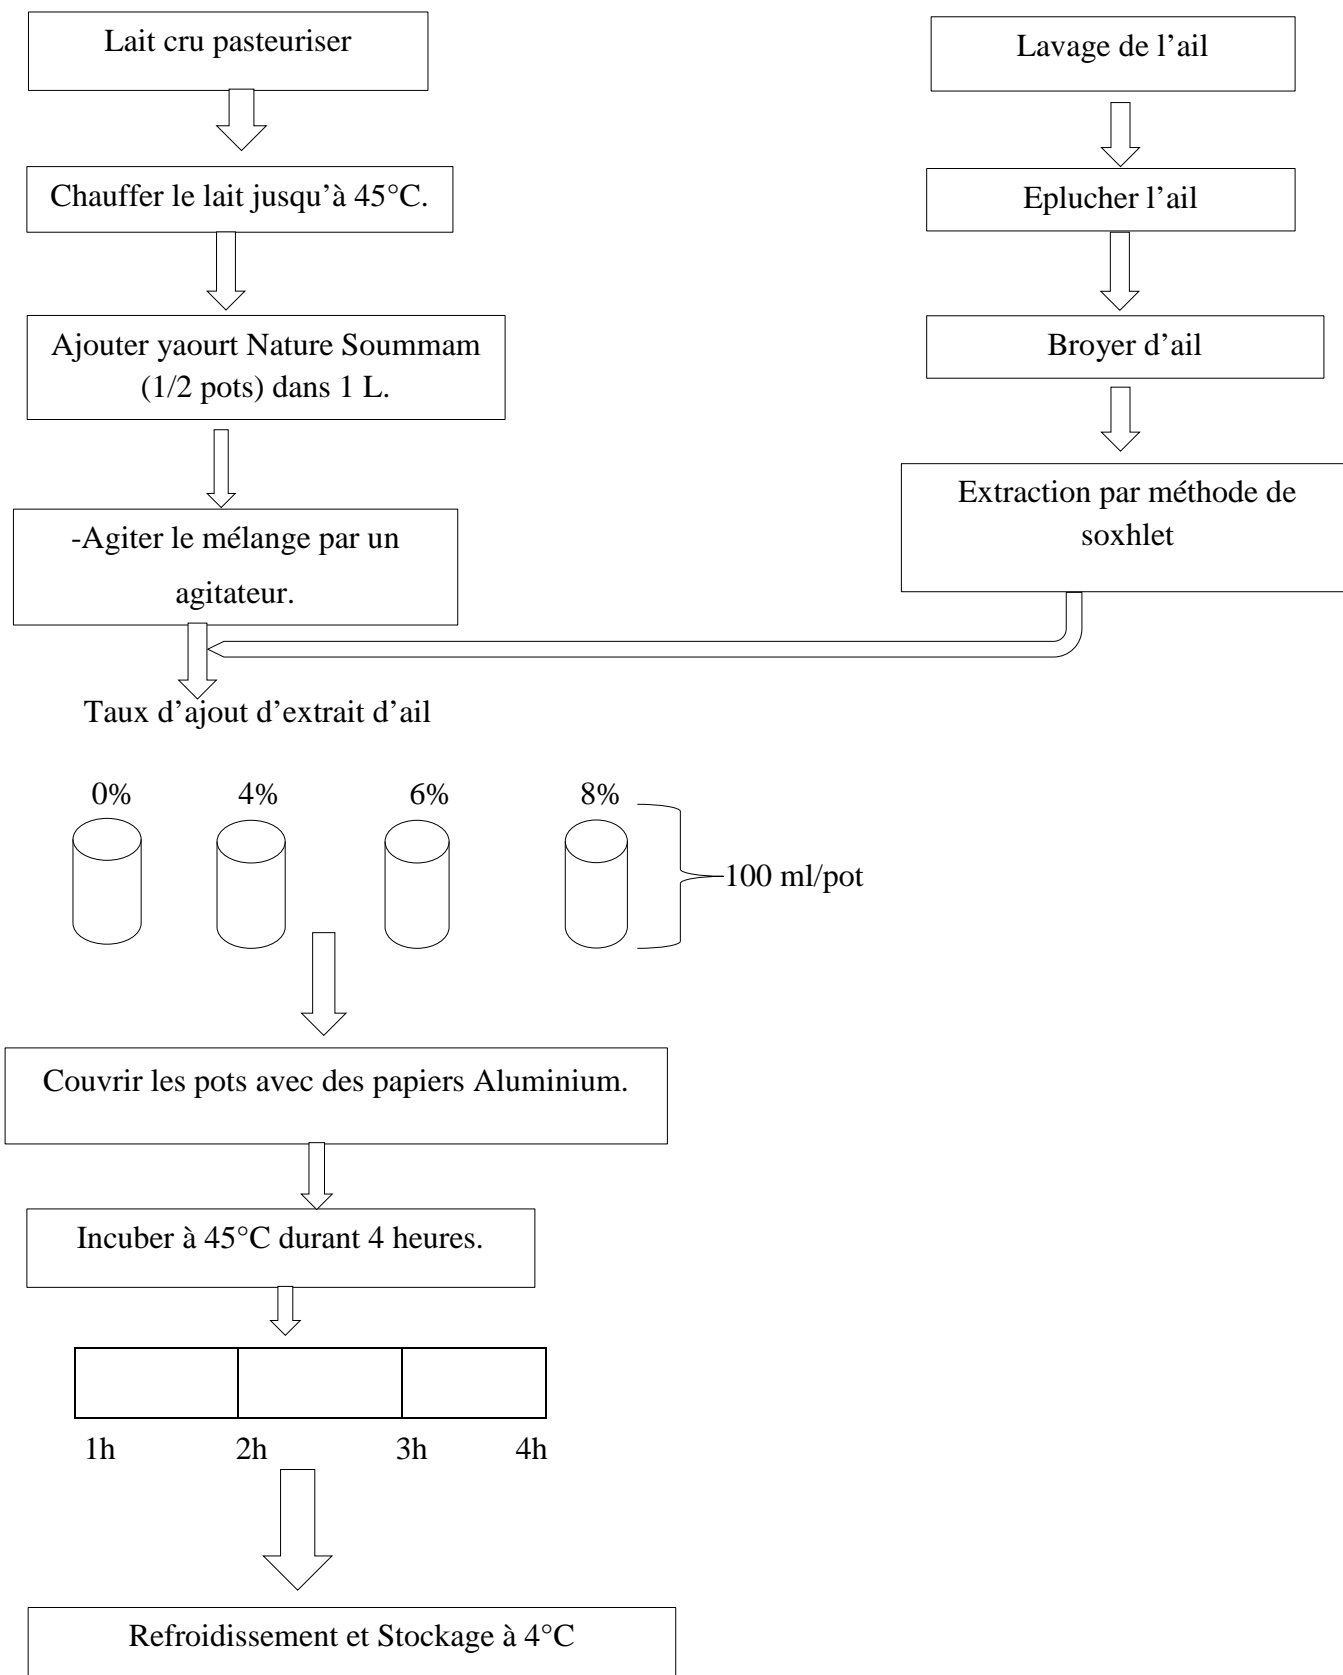 Lait cru pasteuriser
Lavage de l’ail
Chauffer le lait jusqu’à 45°C.
Eplucher l’ail
Ajouter yaourt Nature Soummam
(1/2 pots) dans 1 L.
Broyer d’ail
-Agiter le mélange par un
agitateur.
Extraction par méthode de
soxhlet
Taux d’ajout d’extrait d’ail
0% 4% 6% 8%
100 ml/pot
Couvrir les pots avec des papiers Aluminium.
Incuber à 45°C durant 4 heures.
1h 2h 3h 4h
Refroidissement et Stockage à 4°C